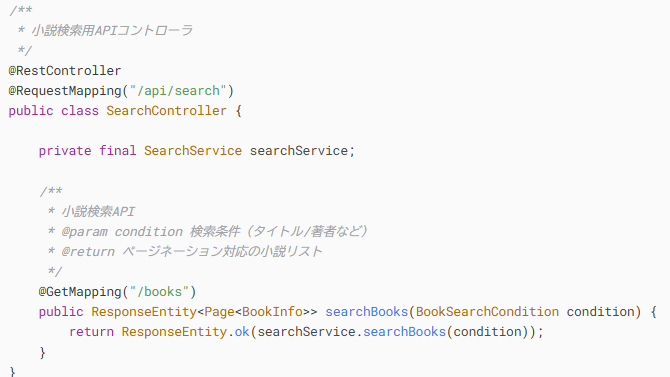 /**
 * 小説検索用APIコントローラ
 */
@RestController
@RequestMapping("/api/search")
public class SearchController {

    private final SearchService searchService;

    /**
     * 小説検索API
     * @param condition 検索条件（タイトル/著者など）
     * @return ページネーション対応の小説リスト
     */
    @GetMapping("/books")
    public ResponseEntity<Page<BookInfo>> searchBooks(BookSearchCondition condition) {
        return ResponseEntity.ok(searchService.searchBooks(condition));
    }
}